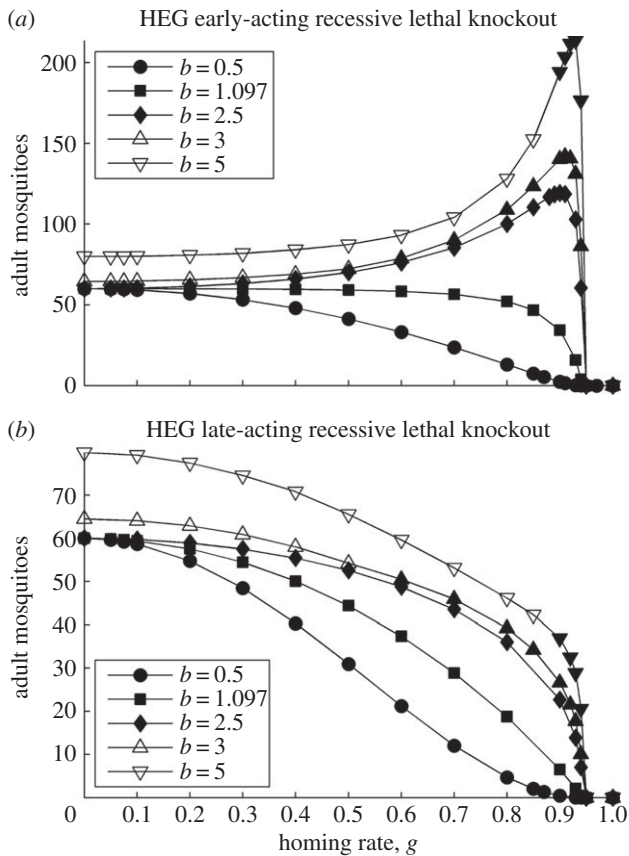 (a) HEG early-acting recessive lethal knockout
200
150
100
50
0
adult mosquitoes
b = 0.5
b = 1.097
b = 2.5
b = 3
b = 5
(b) HEG late-acting recessive lethal knockout
70
60
50
40
30
20
10
adult mosquitoes
b = 0.5
b = 1.097
b = 2.5
b = 3
b = 5
0 0.1 0.2 0.3 0.4 0.5 0.6 0.7 0.8 0.9 1.0
homing rate, g